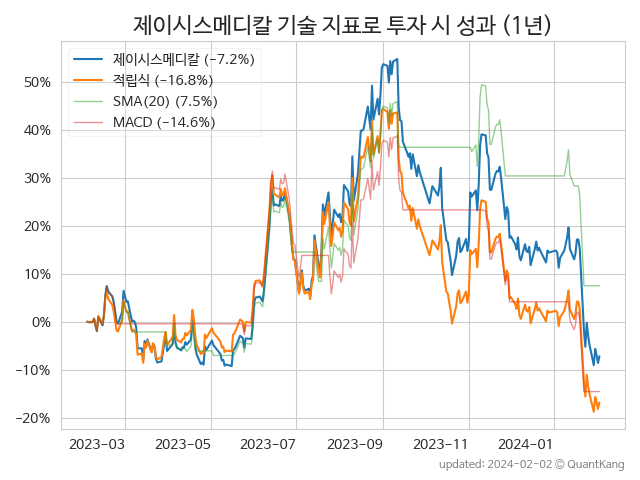 제이시스메디칼 기술 지표로 투자 시 성과 (1년)
제이시스메디칼 (−7.2%)
적립식 (−16.8%)
SMA(20) (7.5%)
MACD (−14.6%)
50%
40%
30%
20%
10%
0%
−10%
−20%
2023-03 2023-05 2023-07 2023-09 2023-11 2024-01
updated: 2024-02-02 © QuantKang